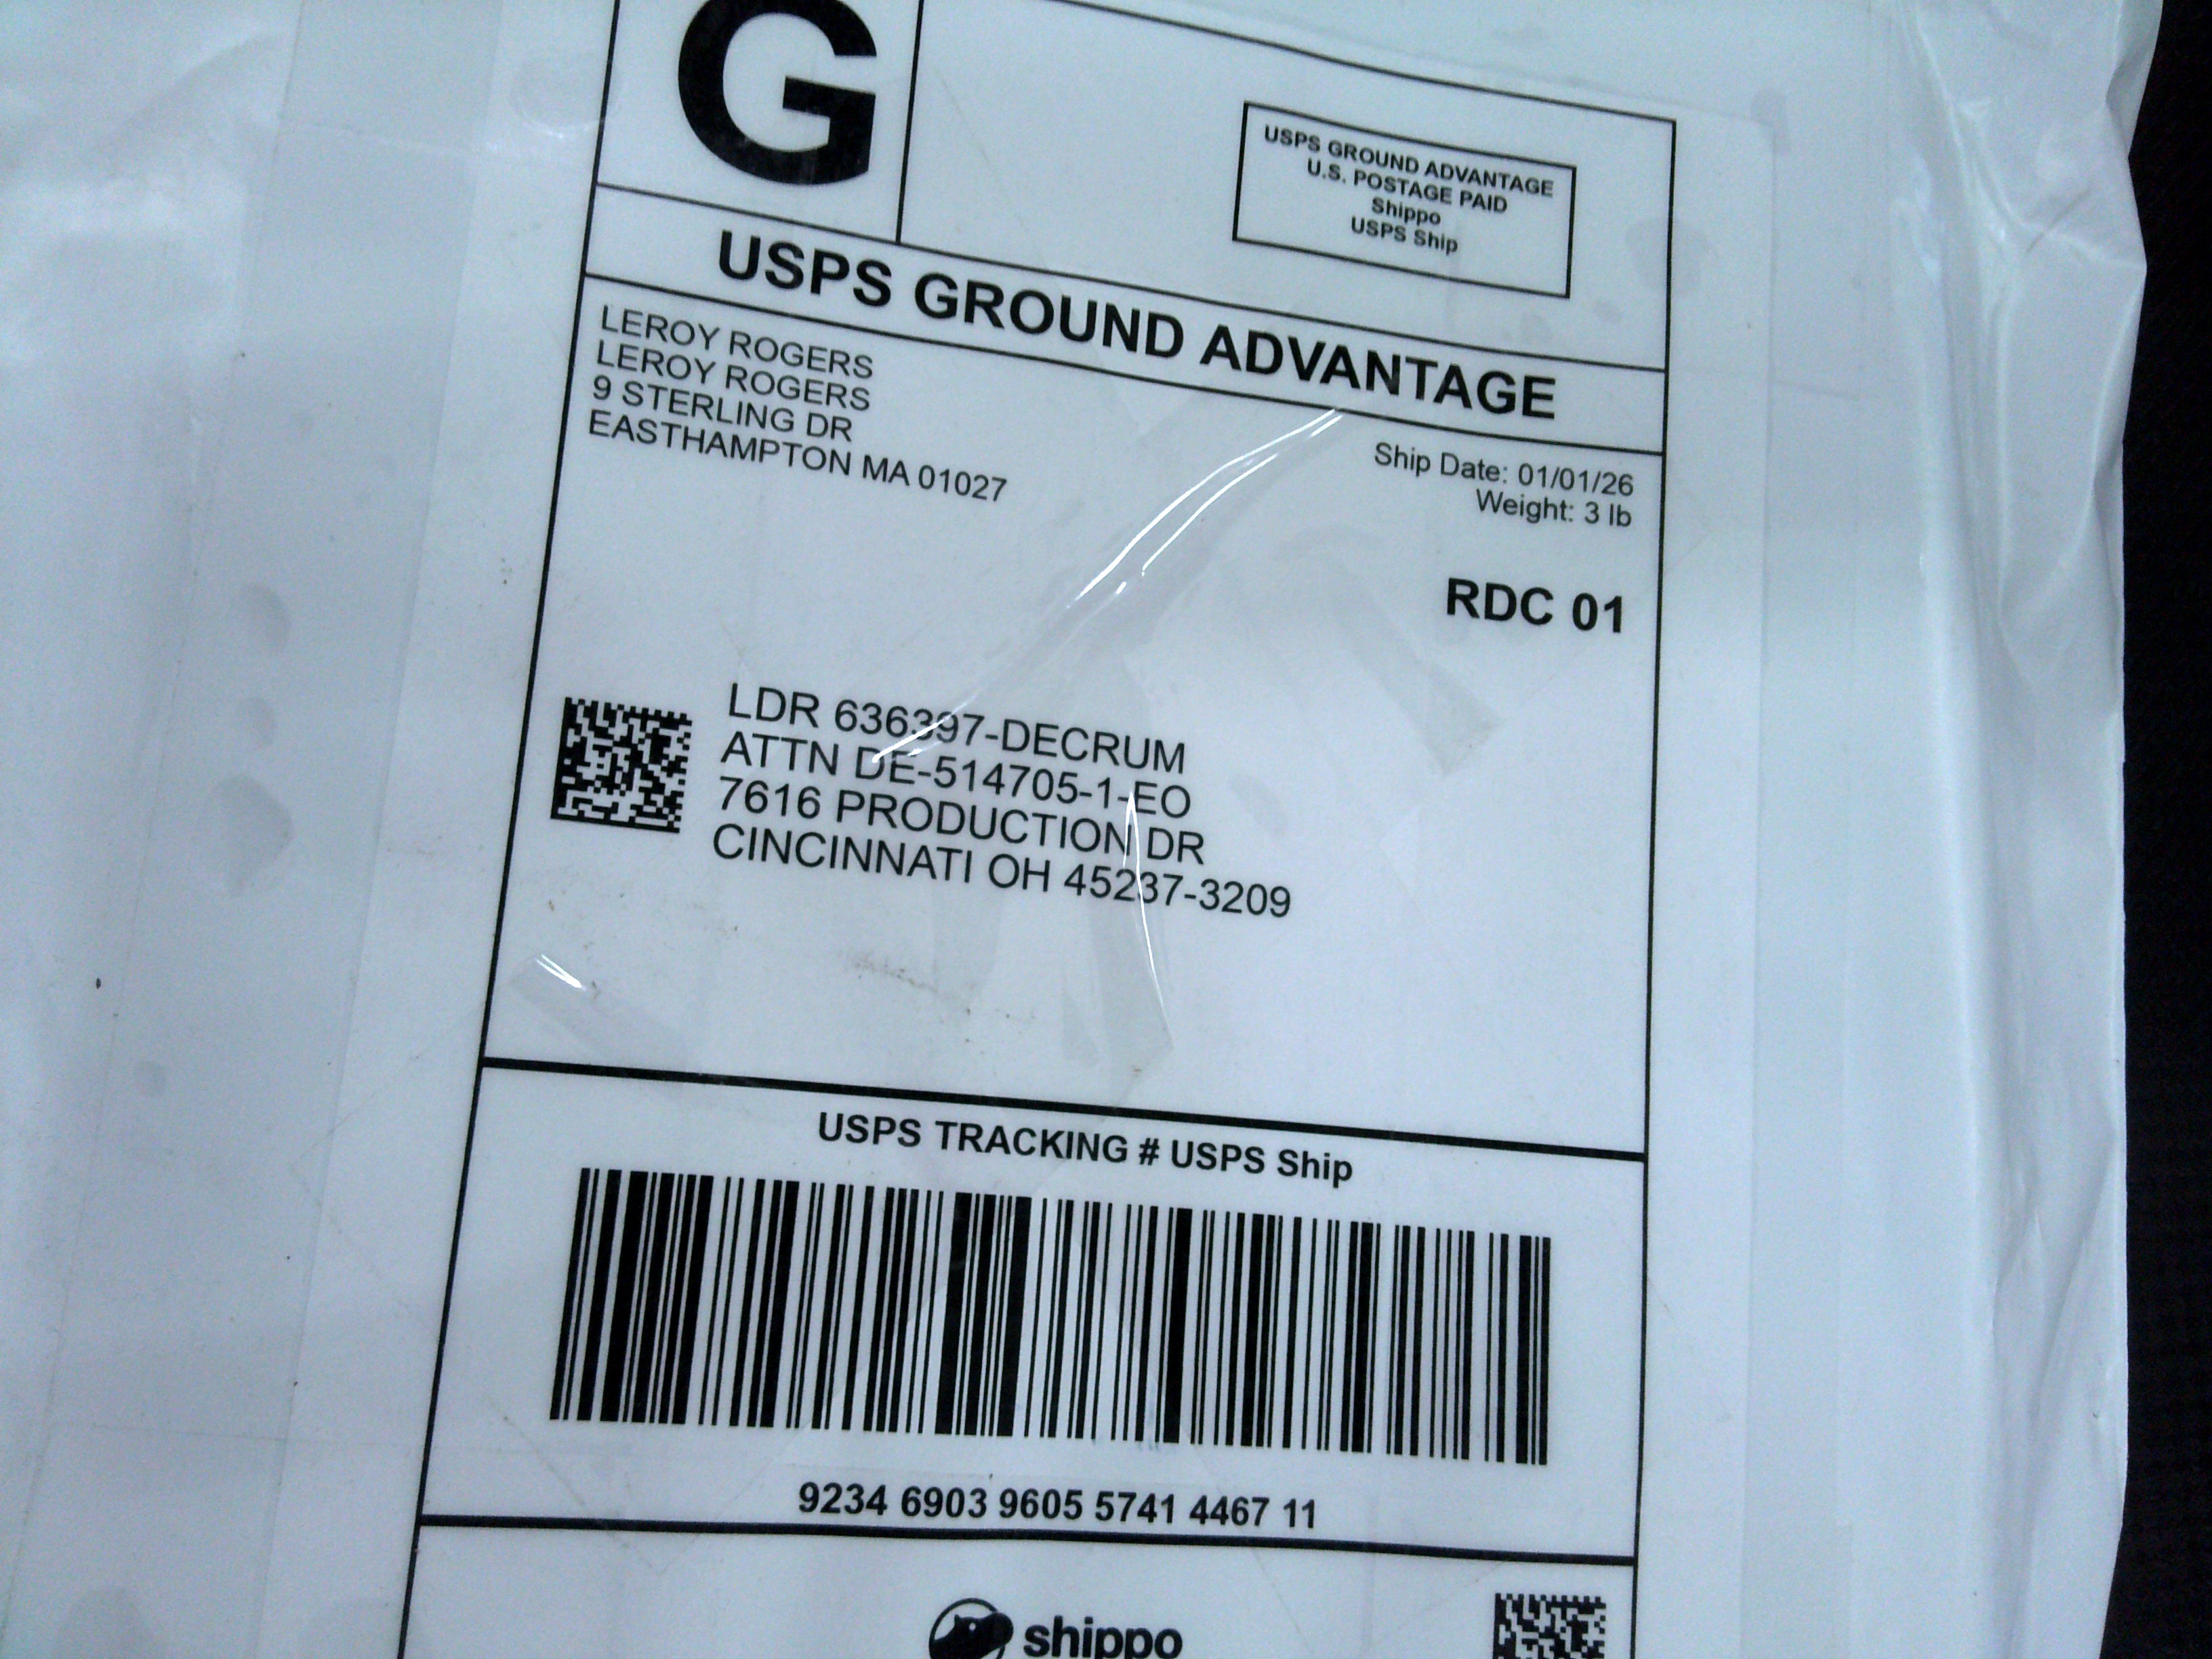 G
USPS GROUND ADVANTAGE
U.S. POSTAGE PAID
Shippo
USPS Ship
USPS GROUND ADVANTAGE
LEROY ROGERS
LEROY ROGERS
9 STERLING DR
EASTHAMPTON MA 01027
Ship Date: 01/01/26
Weight: 3 lb
RDC 01
LDR 636397-DECRUM
ATTN DE-514705-1-EO
7616 PRODUCTION DR
CINCINNATI OH 45237-3209
USPS TRACKING # USPS Ship
9234 6903 9605 5741 4467 11
shippo